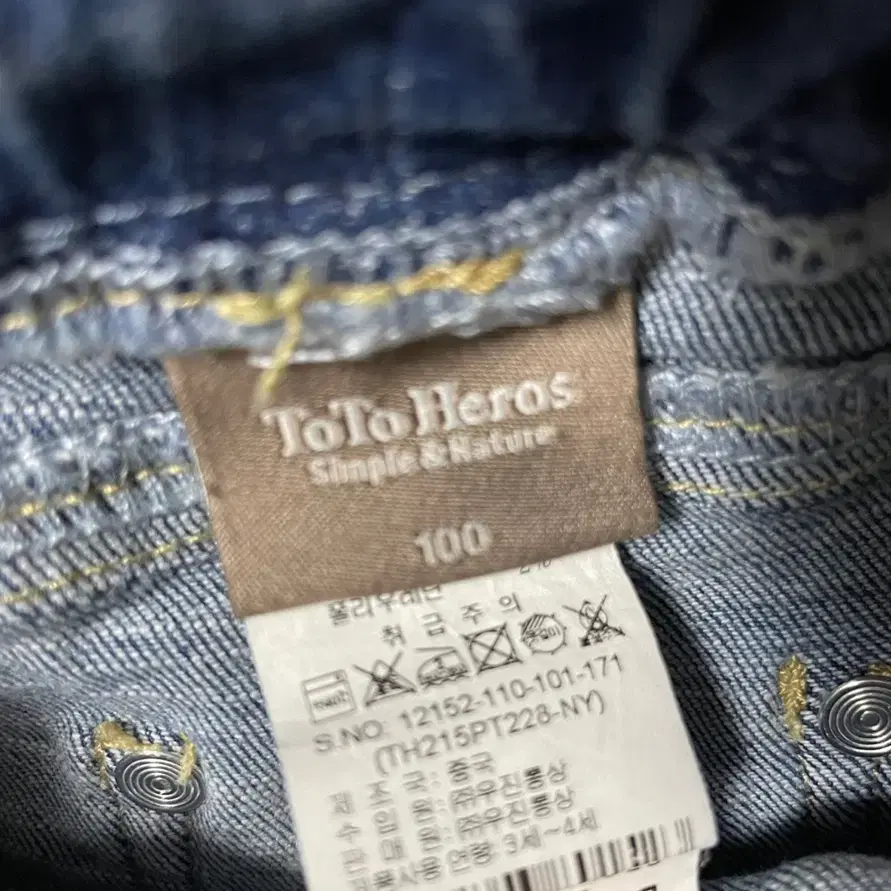 ToTo Heros
Simple & Nature
100
폴리우레탄 2%
취급주의
S.NO: 12152-110-101-171
(TH215PT228-NY)
제조국: 중국
수입원: ㈜우진통상
판매원: ㈜우진통상
사용연령: 3세~4세